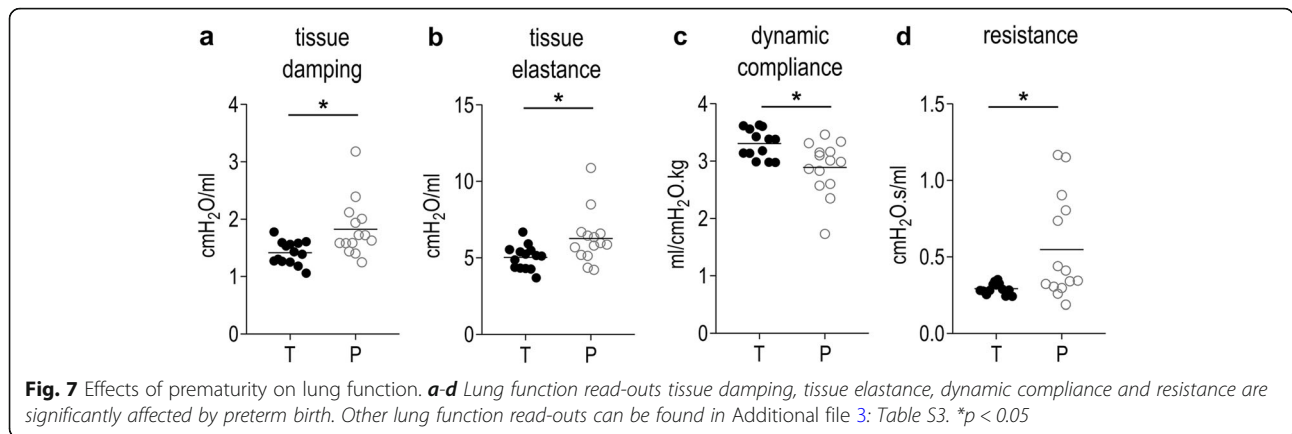 a tissue damping
*
4
3
2
1
0
cmH₂O/ml
T P
b tissue elastance
*
15
10
5
0
cmH₂O/ml
T P
c dynamic compliance
*
4
3
2
1
0
ml/cmH₂O.kg
T P
d resistance
*
1.5
1.0
0.5
0.0
cmH₂O.s/ml
T P
Fig. 7 Effects of prematurity on lung function. a-d Lung function read-outs tissue damping, tissue elastance, dynamic compliance and resistance are
significantly affected by preterm birth. Other lung function read-outs can be found in Additional file 3: Table S3. *p < 0.05